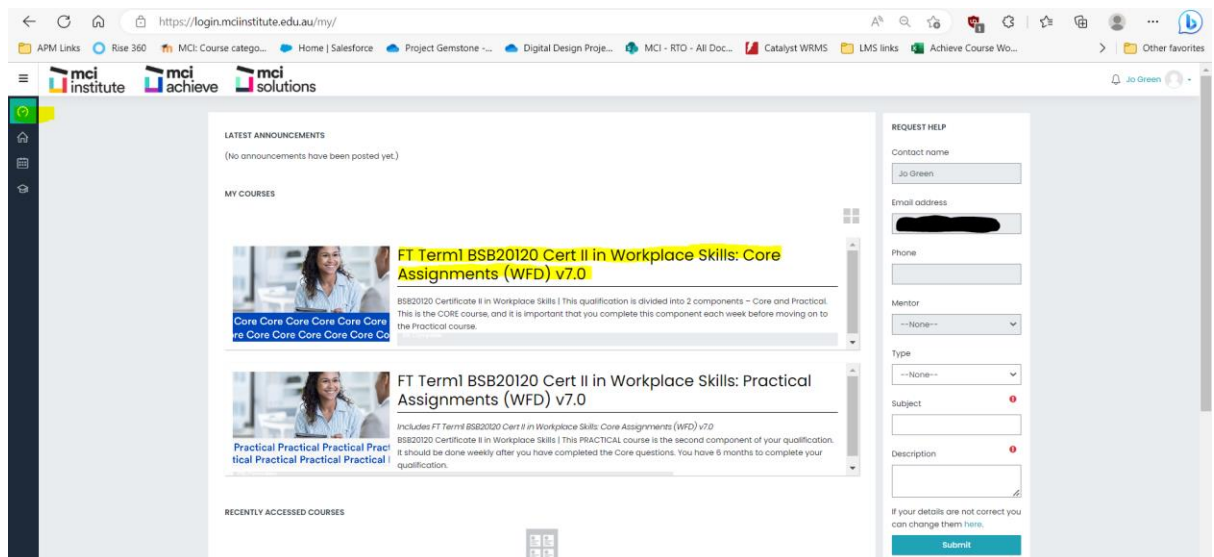 https://login.mciinstitute.edu.au/my/
APM Links
Rise 360
MCI: Course catego...
Home | Salesforce
Project Gemstone -...
Digital Design Proje...
MCI - RTO - All Doc...
Catalyst WRMS
LMS links
Achieve Course Wo...
Other favorites
mci institute
mci achieve
mci solutions
Jo Green
LATEST ANNOUNCEMENTS
(No announcements have been posted yet.)
MY COURSES
FT Term1 BSB20120 Cert II in Workplace Skills: Core
Assignments (WFD) v7.0
BSB20120 Certificate II in Workplace Skills | This qualification is divided into 2 components – Core and Practical.
This is the CORE course, and it is important that you complete this component each week before moving on to
the Practical course.
Core Core Core Core Core Core
re Core Core Core Core Core Co
FT Term1 BSB20120 Cert II in Workplace Skills: Practical
Assignments (WFD) v7.0
Includes FT Term1 BSB20120 Cert II in Workplace Skills: Core Assignments (WFD) v7.0
BSB20120 Certificate II in Workplace Skills | This PRACTICAL course is the second component of your qualification.
It should be done weekly after you have completed the Core questions. You have 6 months to complete your
qualification.
Practical Practical Practical Pract
tical Practical Practical Practical
RECENTLY ACCESSED COURSES
REQUEST HELP
Contact name
Jo Green
Email address
Phone
Mentor
--None--
Type
--None--
Subject
Description
If your details are not correct you
can change them here.
Submit